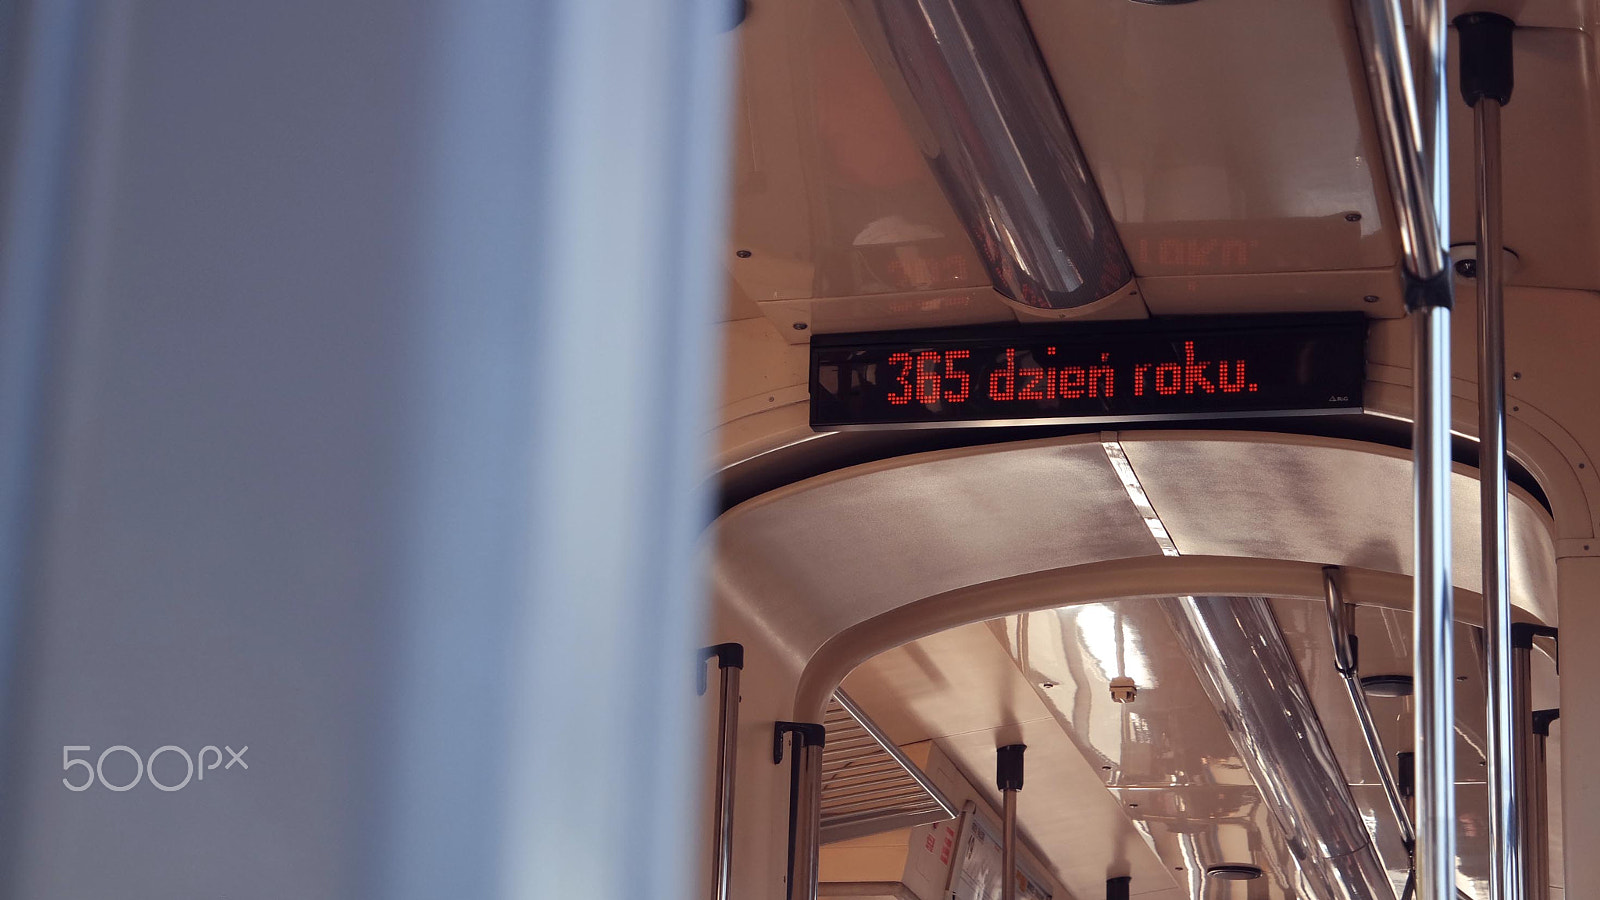 365 dzień roku.
R&G
500px